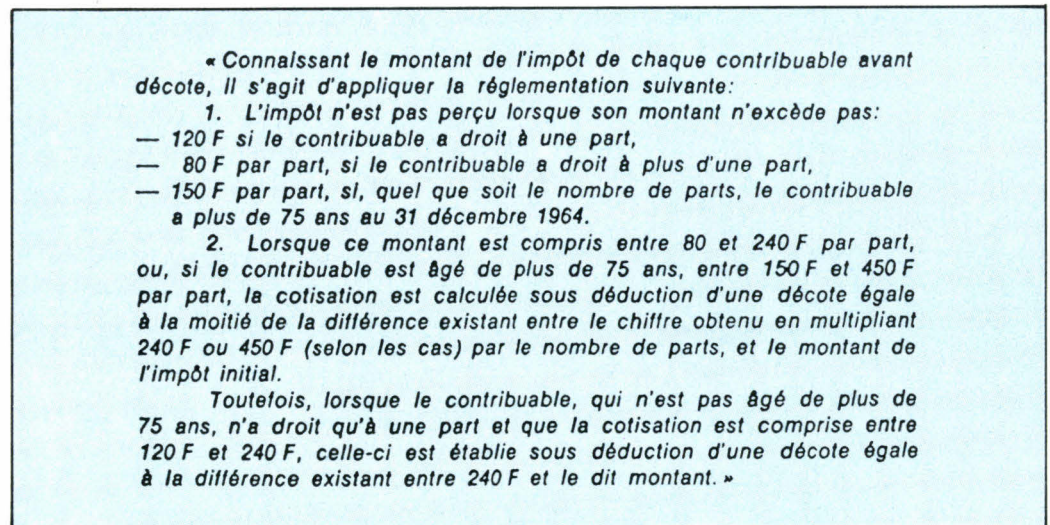 « Connaissant le montant de l'impôt de chaque contribuable avant
décote, Il s'agit d'appliquer la réglementation suivante:
1. L'impôt n'est pas perçu lorsque son montant n'excède pas:
— 120 F si le contribuable a droit à une part,
— 80 F par part, si le contribuable a droit à plus d'une part,
— 150 F par part, si, quel que soit le nombre de parts, le contribuable
a plus de 75 ans au 31 décembre 1964.
2. Lorsque ce montant est compris entre 80 et 240 F par part,
ou, si le contribuable est âgé de plus de 75 ans, entre 150 F et 450 F
par part, la cotisation est calculée sous déduction d'une décote égale
à la moitié de la différence existant entre le chiffre obtenu en multipliant
240 F ou 450 F (selon les cas) par le nombre de parts, et le montant de
l'impôt initial.
Toutefois, lorsque le contribuable, qui n'est pas âgé de plus de
75 ans, n'a droit qu'à une part et que la cotisation est comprise entre
120 F et 240 F, celle-ci est établie sous déduction d'une décote égale
à la différence existant entre 240 F et le dit montant. »